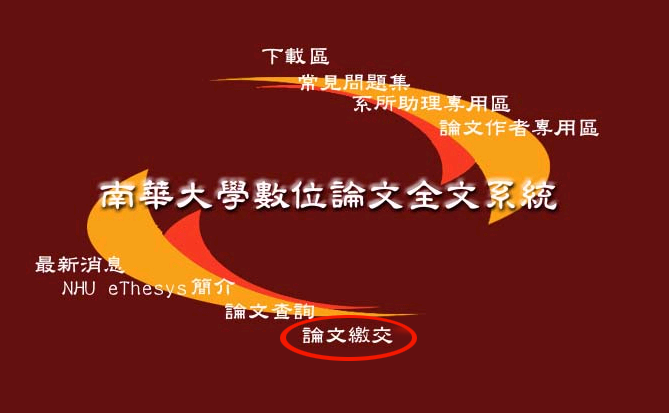 下載區
常見問題集
系所助理專用區
論文作者專用區
南華大學數位論文全文系統
最新消息
NHU eThesys簡介
論文查詢
論文繳交